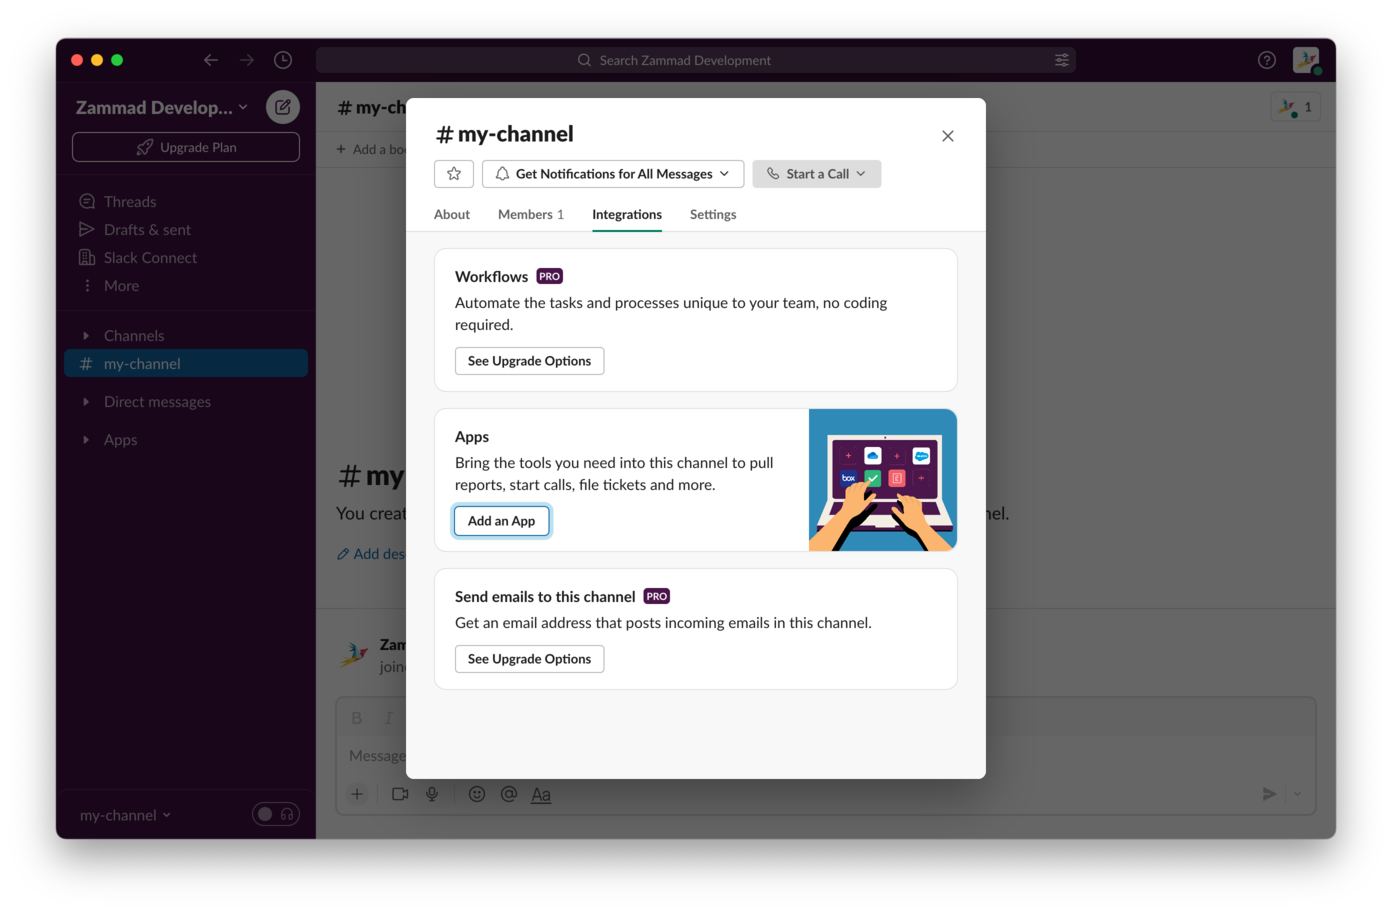 Search Zammad Development
Zammad Develop...
Upgrade Plan
Threads
Drafts & sent
Slack Connect
More
Channels
# my-channel
Direct messages
Apps
my-channel
# my-ch
1
+ Add a bo
# my
You creat
nel.
Add des
Zam
join
B I
Message
Aa
# my-channel
Get Notifications for All Messages
Start a Call
About
Members 1
Integrations
Settings
Workflows PRO
Automate the tasks and processes unique to your team, no coding
required.
See Upgrade Options
Apps
Bring the tools you need into this channel to pull
reports, start calls, file tickets and more.
Add an App
box
Send emails to this channel PRO
Get an email address that posts incoming emails in this channel.
See Upgrade Options